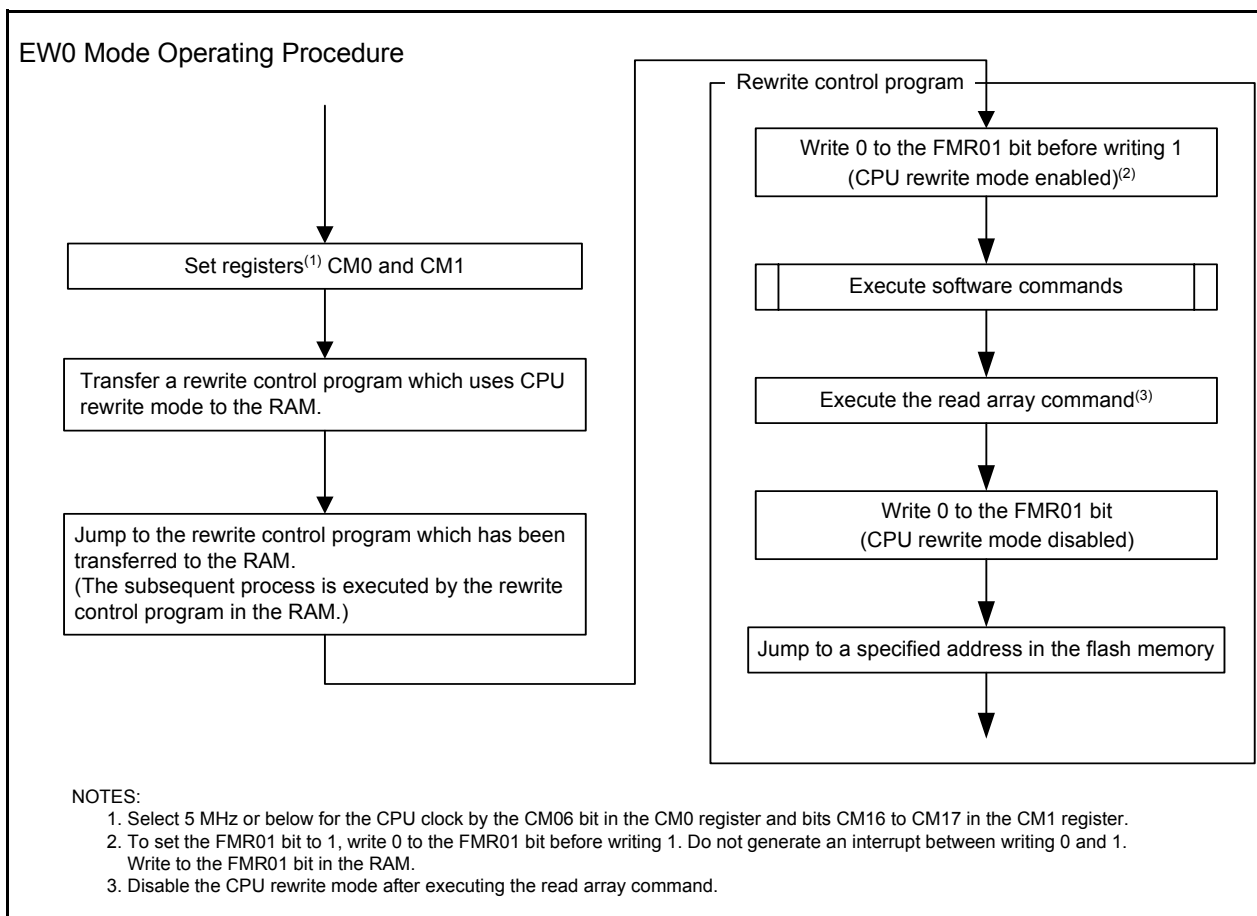 EW0 Mode Operating Procedure
Set registers(1) CM0 and CM1
Transfer a rewrite control program which uses CPU
rewrite mode to the RAM.
Jump to the rewrite control program which has been
transferred to the RAM.
(The subsequent process is executed by the rewrite
control program in the RAM.)
Rewrite control program
Write 0 to the FMR01 bit before writing 1
(CPU rewrite mode enabled)(2)
Execute software commands
Execute the read array command(3)
Write 0 to the FMR01 bit
(CPU rewrite mode disabled)
Jump to a specified address in the flash memory
NOTES:
1. Select 5 MHz or below for the CPU clock by the CM06 bit in the CM0 register and bits CM16 to CM17 in the CM1 register.
2. To set the FMR01 bit to 1, write 0 to the FMR01 bit before writing 1. Do not generate an interrupt between writing 0 and 1.
Write to the FMR01 bit in the RAM.
3. Disable the CPU rewrite mode after executing the read array command.